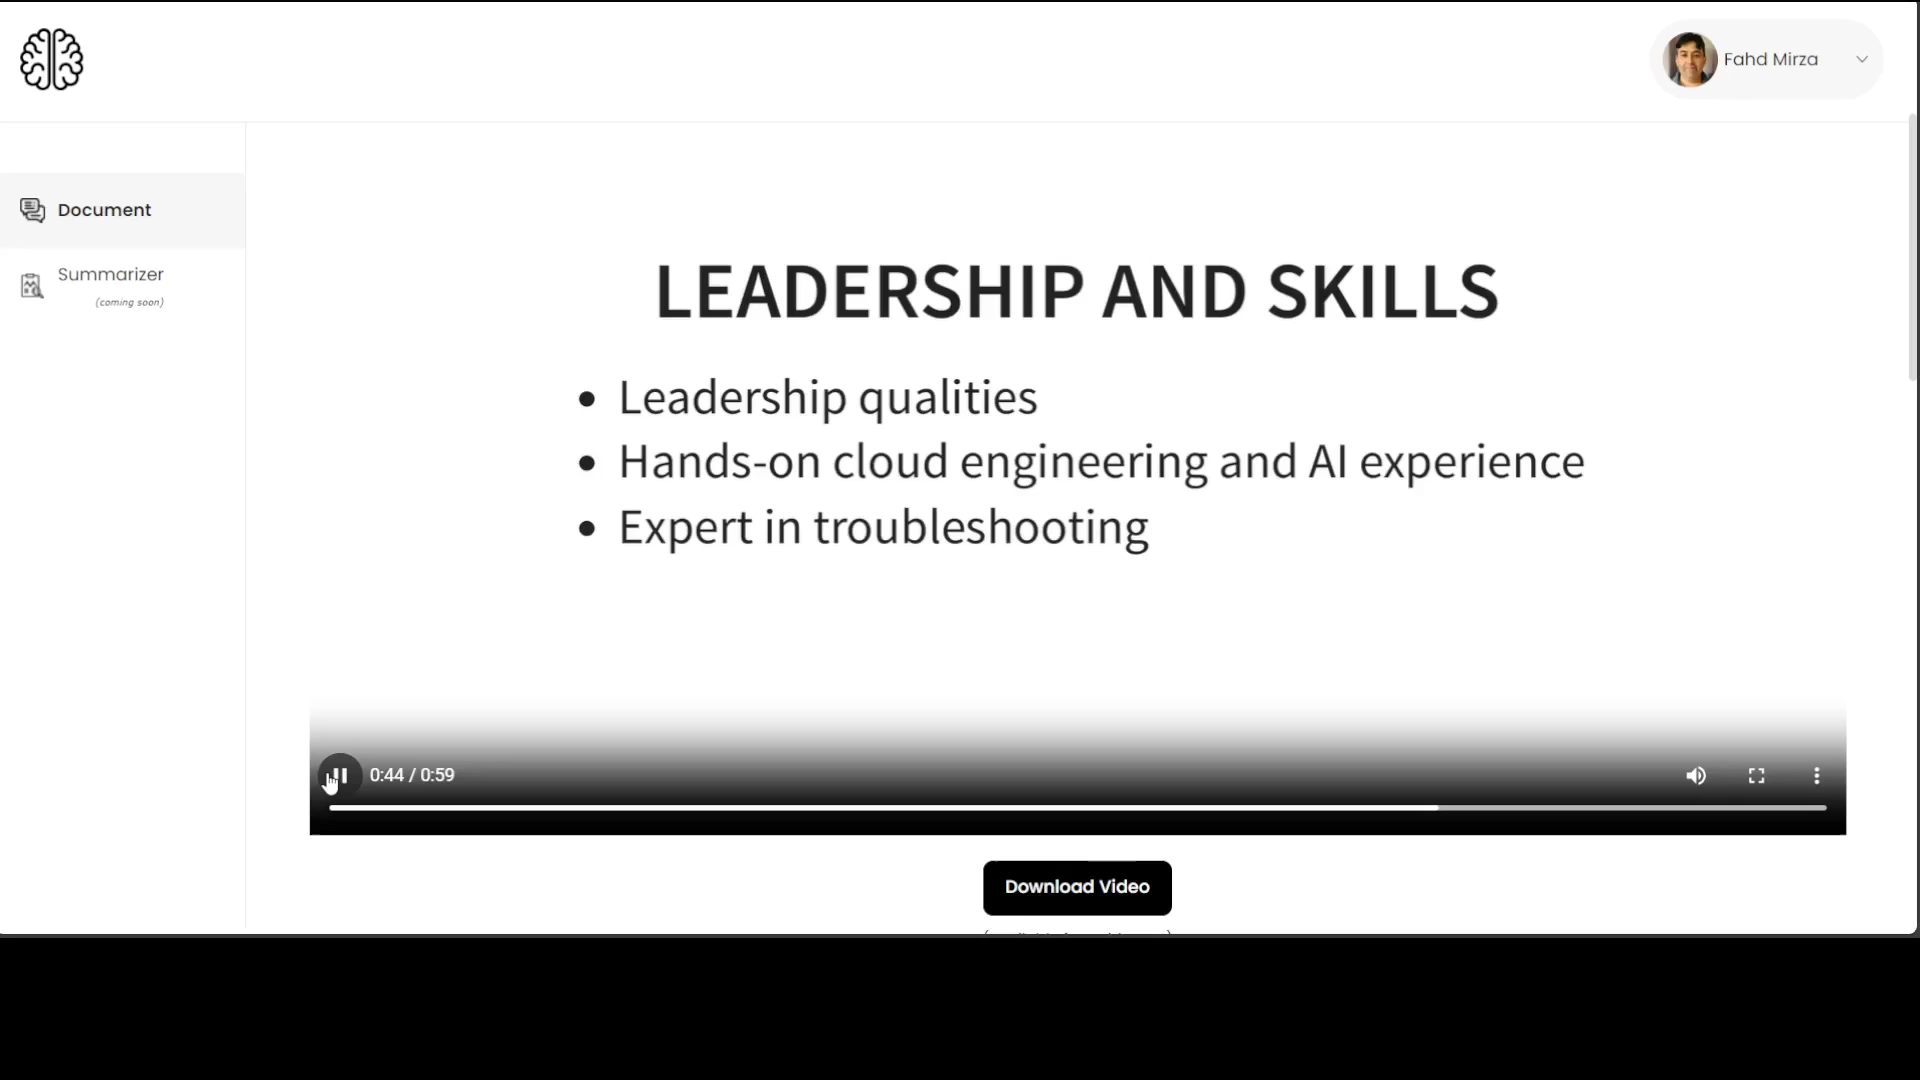 Fahd Mirza
Document
Summarizer
(coming soon)
LEADERSHIP AND SKILLS
• Leadership qualities
• Hands-on cloud engineering and AI experience
• Expert in troubleshooting
0:44 / 0:59
Download Video